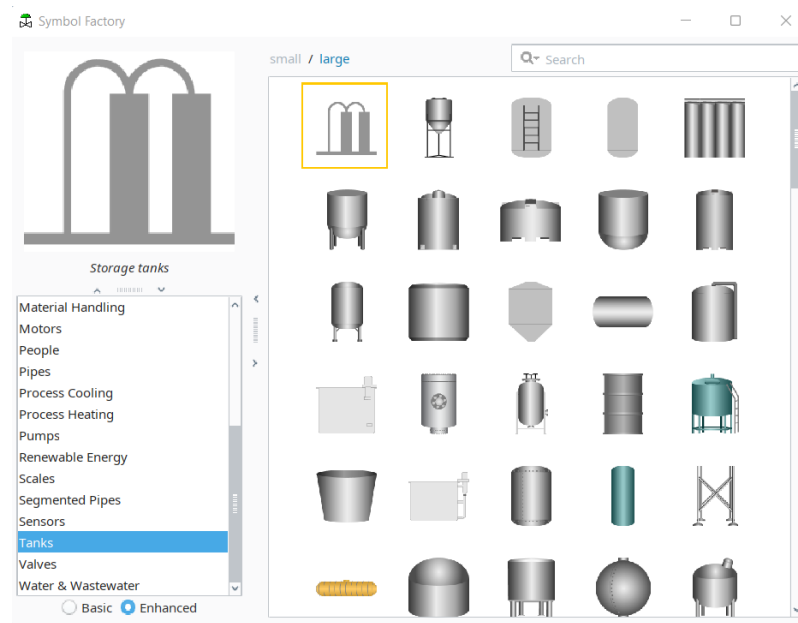 Symbol Factory
small / large
Search
Storage tanks
Material Handling
Motors
People
Pipes
Process Cooling
Process Heating
Pumps
Renewable Energy
Scales
Segmented Pipes
Sensors
Tanks
Valves
Water & Wastewater
Basic Enhanced